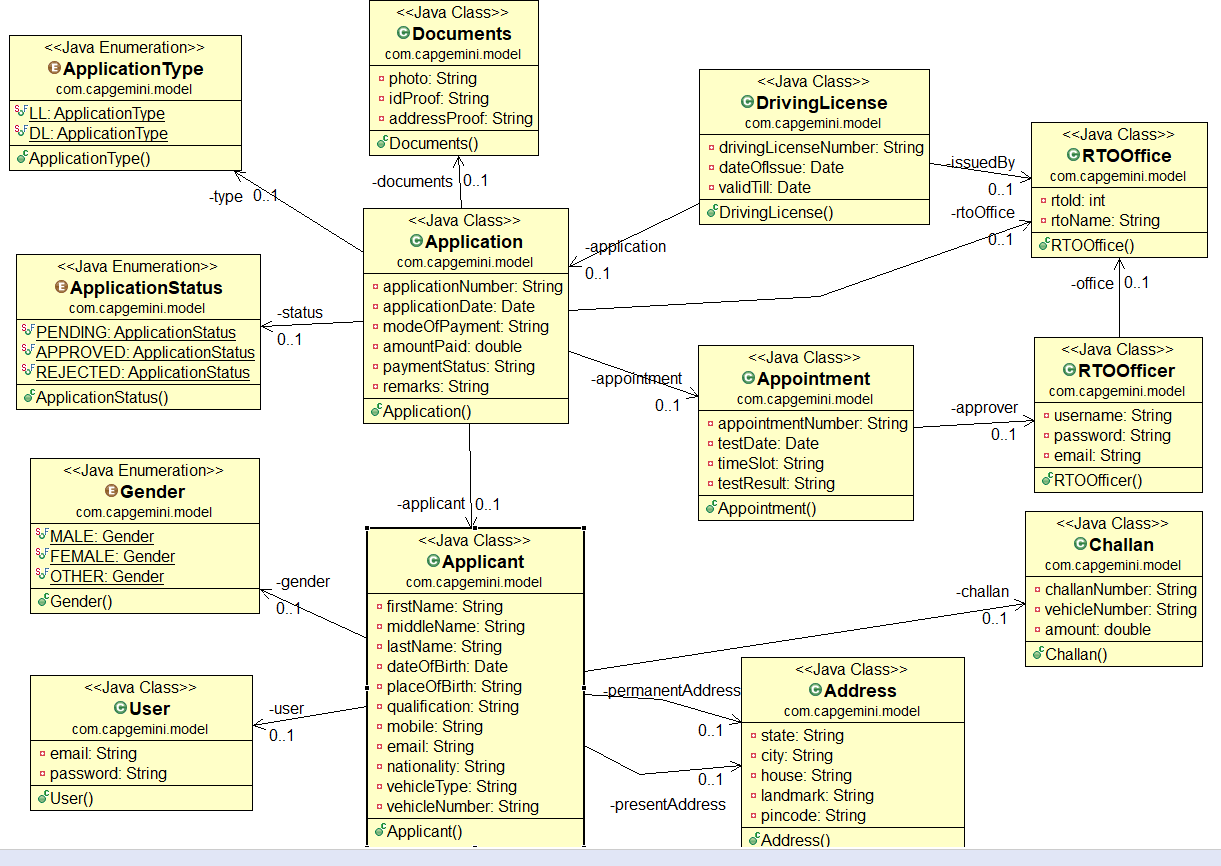 <<Java Enumeration>>
ApplicationType
com.capgemini.model
LL: ApplicationType
DL: ApplicationType
ApplicationType()
<<Java Class>>
Documents
com.capgemini.model
photo: String
idProof: String
addressProof: String
Documents()
<<Java Class>>
DrivingLicense
com.capgemini.model
drivingLicenseNumber: String
dateOfIssue: Date
validTill: Date
DrivingLicense()
<<Java Class>>
RTOOffice
com.capgemini.model
rtoId: int
rtoName: String
RTOOffice()
-type 0..1
-documents 0..1
-issuedBy
0..1
-rtoOffice
0..1
-application
0..1
-office 0..1
<<Java Class>>
Application
com.capgemini.model
applicationNumber: String
applicationDate: Date
modeOfPayment: String
amountPaid: double
paymentStatus: String
remarks: String
Application()
<<Java Enumeration>>
ApplicationStatus
com.capgemini.model
PENDING: ApplicationStatus
APPROVED: ApplicationStatus
REJECTED: ApplicationStatus
ApplicationStatus()
-status
0..1
-appointment
0..1
<<Java Class>>
Appointment
com.capgemini.model
appointmentNumber: String
testDate: Date
timeSlot: String
testResult: String
Appointment()
-approver
0..1
<<Java Class>>
RTOOfficer
com.capgemini.model
username: String
password: String
email: String
RTOOfficer()
<<Java Enumeration>>
Gender
com.capgemini.model
MALE: Gender
FEMALE: Gender
OTHER: Gender
Gender()
-applicant 0..1
-gender
0..1
<<Java Class>>
Applicant
com.capgemini.model
firstName: String
middleName: String
lastName: String
dateOfBirth: Date
placeOfBirth: String
qualification: String
mobile: String
email: String
nationality: String
vehicleType: String
vehicleNumber: String
Applicant()
<<Java Class>>
Challan
com.capgemini.model
challanNumber: String
vehicleNumber: String
amount: double
Challan()
-challan
0..1
<<Java Class>>
User
com.capgemini.model
email: String
password: String
User()
-user
0..1
-permanentAddress
0..1
0..1
-presentAddress
<<Java Class>>
Address
com.capgemini.model
state: String
city: String
house: String
landmark: String
pincode: String
Address()